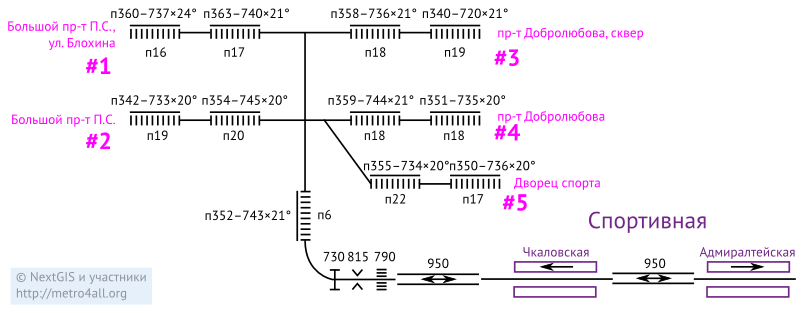 п360–737×24° п363–740×21° п358–736×21° п340–720×21°
Большой пр-т П.С.,
ул. Блохина
#1
п16 п17 п18 п19
пр-т Добролюбова, сквер
#3
п342–733×20° п354–745×20° п359–744×21° п351–735×20°
Большой пр-т П.С.
#2
п19 п20 п18 п18
пр-т Добролюбова
#4
п355–734×20° п350–736×20°
п22 п17
Дворец спорта
#5
п352–743×21° п6
Спортивная
730 815 790 950 Чкаловская 950 Адмиралтейская
© NextGIS и участники
http://metro4all.org